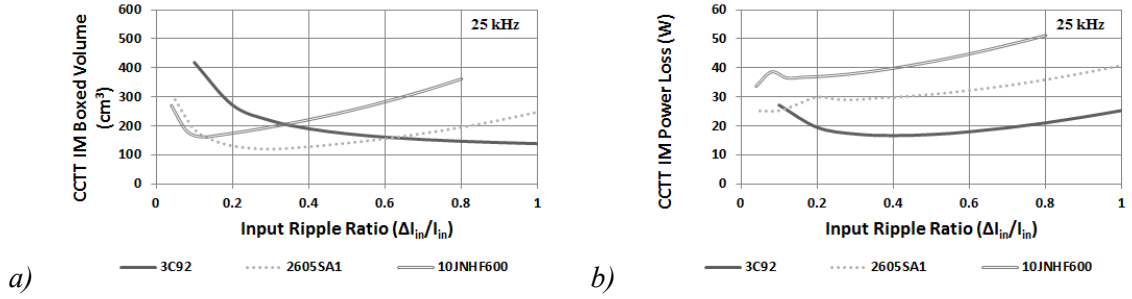 CCTT IM Boxed Volume
(cm³)
600
500
400
300
200
100
0
25 kHz
0
0.2
0.4
0.6
0.8
1
Input Ripple Ratio (ΔIin/Iin)
3C92
2605SA1
10JNHF600
a)
CCTT IM Power Loss (W)
60
50
40
30
20
10
0
25 kHz
0
0.2
0.4
0.6
0.8
1
Input Ripple Ratio (ΔIin/Iin)
3C92
2605SA1
10JNHF600
b)